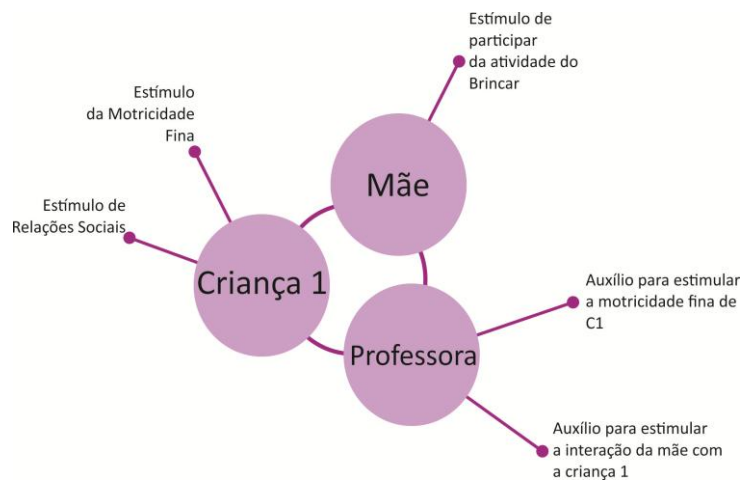 Estímulo de
participar
da atividade do
Brincar
Estímulo
da Motricidade
Fina
Mãe
Estímulo de
Relações Sociais
Criança 1
Auxílio para estimular
a motricidade fina de
C1
Professora
Auxílio para estimular
a interação da mãe com
a criança 1